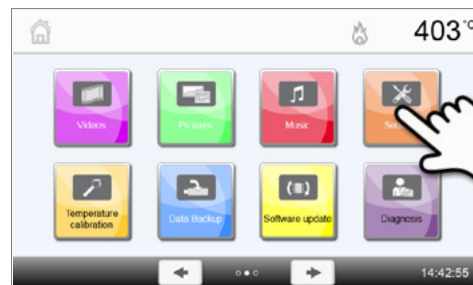 403 °C
Videos
Pictures
Music
Temperature
calibration
Data Backup
Software update
Diagnosis
14:42:55